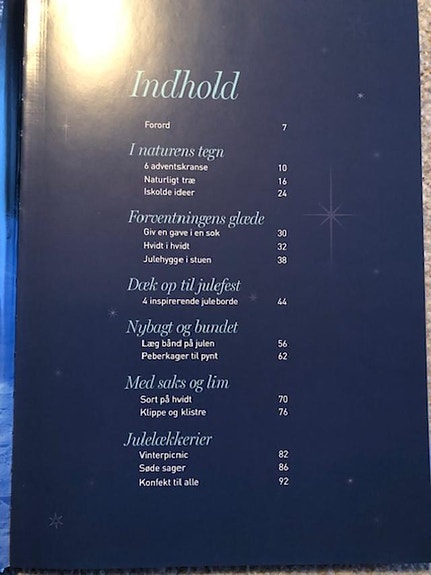 Indhold
Forord 7
I naturens tegn
6 adventskranse 10
Naturligt træ 16
Iskolde ideer 24
Forventningens glæde
Giv en gave i en sok 30
Hvidt i hvidt 32
Julehygge i stuen 38
Dæk op til julefest
4 inspirerende juleborde 44
Nybagt og bundet
Læg bånd på julen 56
Peberkager til pynt 62
Med saks og lim
Sort på hvidt 70
Klippe og klistre 76
Julelækkerier
Vinterpicnic 82
Søde sager 86
Konfekt til alle 92